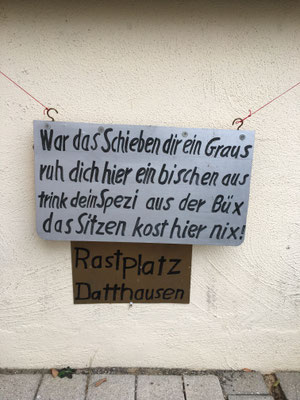 War das Schieben dir ein Graus
ruh dich hier ein bischen aus
trink dein Spezi aus der Büx
das Sitzen kost hier nix!
Rastplatz
Datthausen